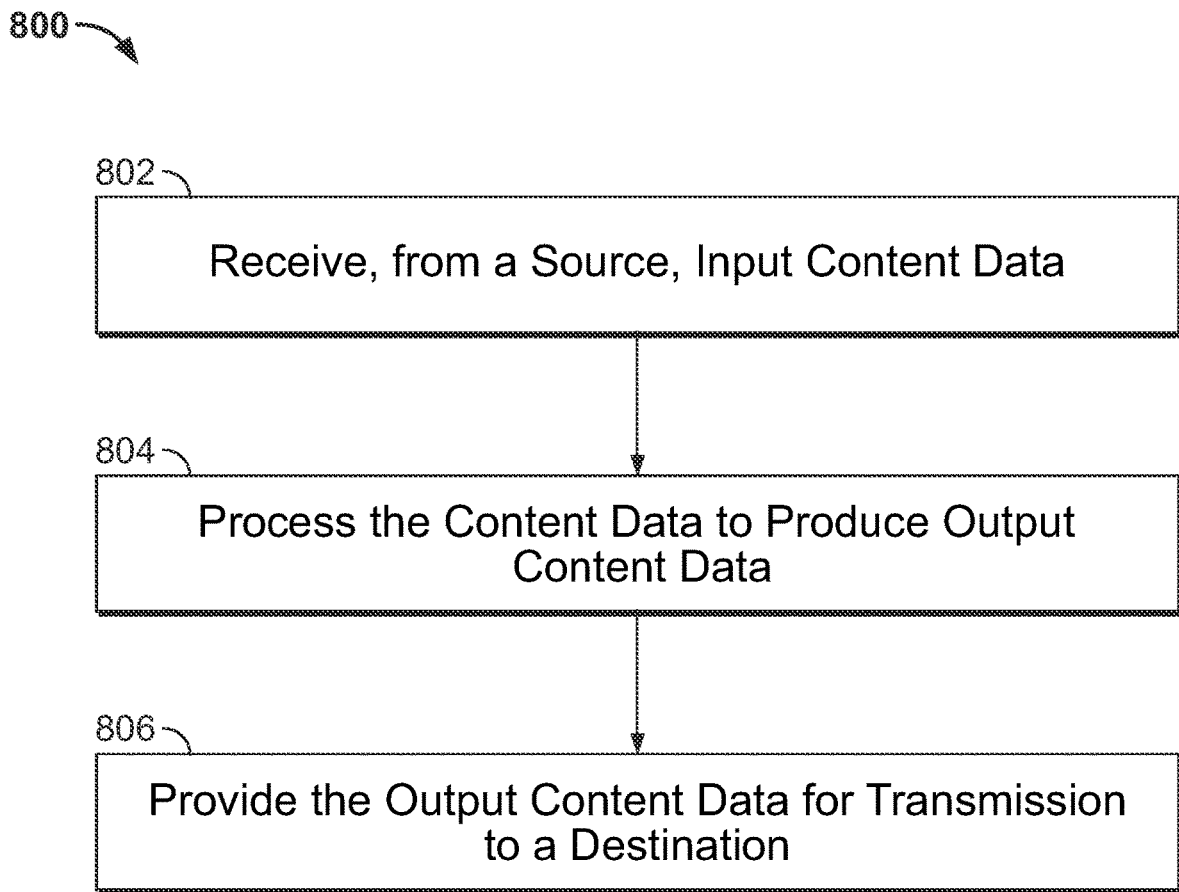 800
802
Receive, from a Source, Input Content Data
804
Process the Content Data to Produce Output
Content Data
806
Provide the Output Content Data for Transmission
to a Destination